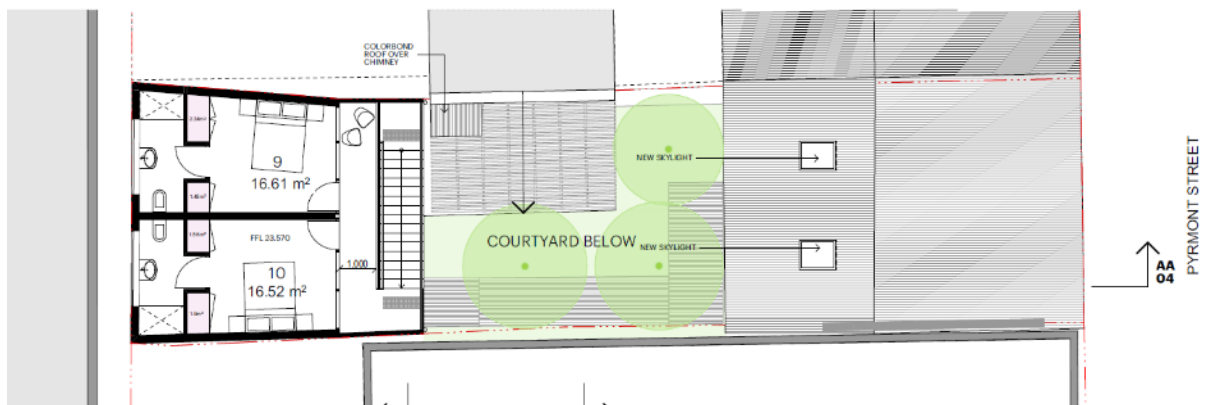 COLORBOND
ROOF OVER
CHIMNEY
9
16.61 m²
NEW SKYLIGHT
FFL 23.570
10
16.52 m²
1,000
COURTYARD BELOW
NEW SKYLIGHT
AA
04
PYRMONT STREET